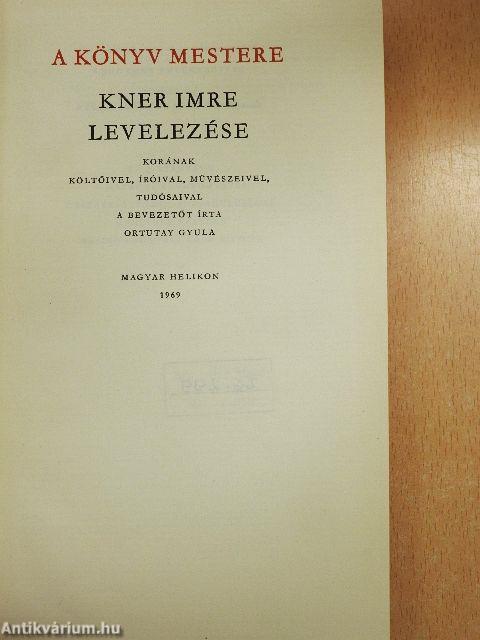 A KÖNYV MESTERE
KNER IMRE
LEVELEZÉSE
KORÁNAK
KÖLTŐIVEL, ÍRÓIVAL, MŰVÉSZEIVEL,
TUDÓSAIVAL
A BEVEZETŐT ÍRTA
ORTUTAY GYULA
MAGYAR HELIKON
1969
Antikvárium.hu